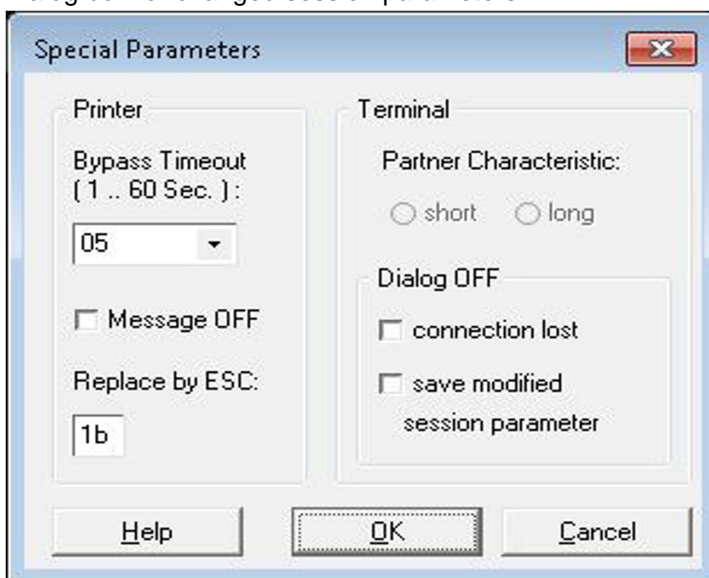 Special Parameters
Printer
Bypass Timeout
( 1 .. 60 Sec. ) :
05
Message OFF
Replace by ESC:
1b
Terminal
Partner Characteristic:
short long
Dialog OFF
connection lost
save modified
session parameter
Help OK Cancel